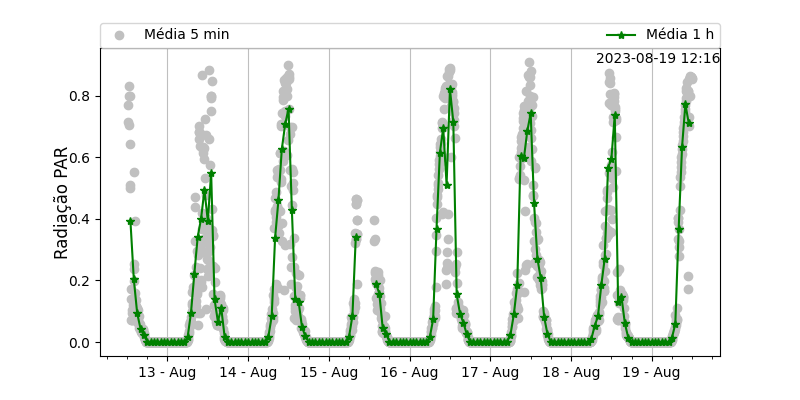 Média 5 min
Média 1 h
2023-08-19 12:16
Radiação PAR
0.8
0.6
0.4
0.2
0.0
13 - Aug
14 - Aug
15 - Aug
16 - Aug
17 - Aug
18 - Aug
19 - Aug